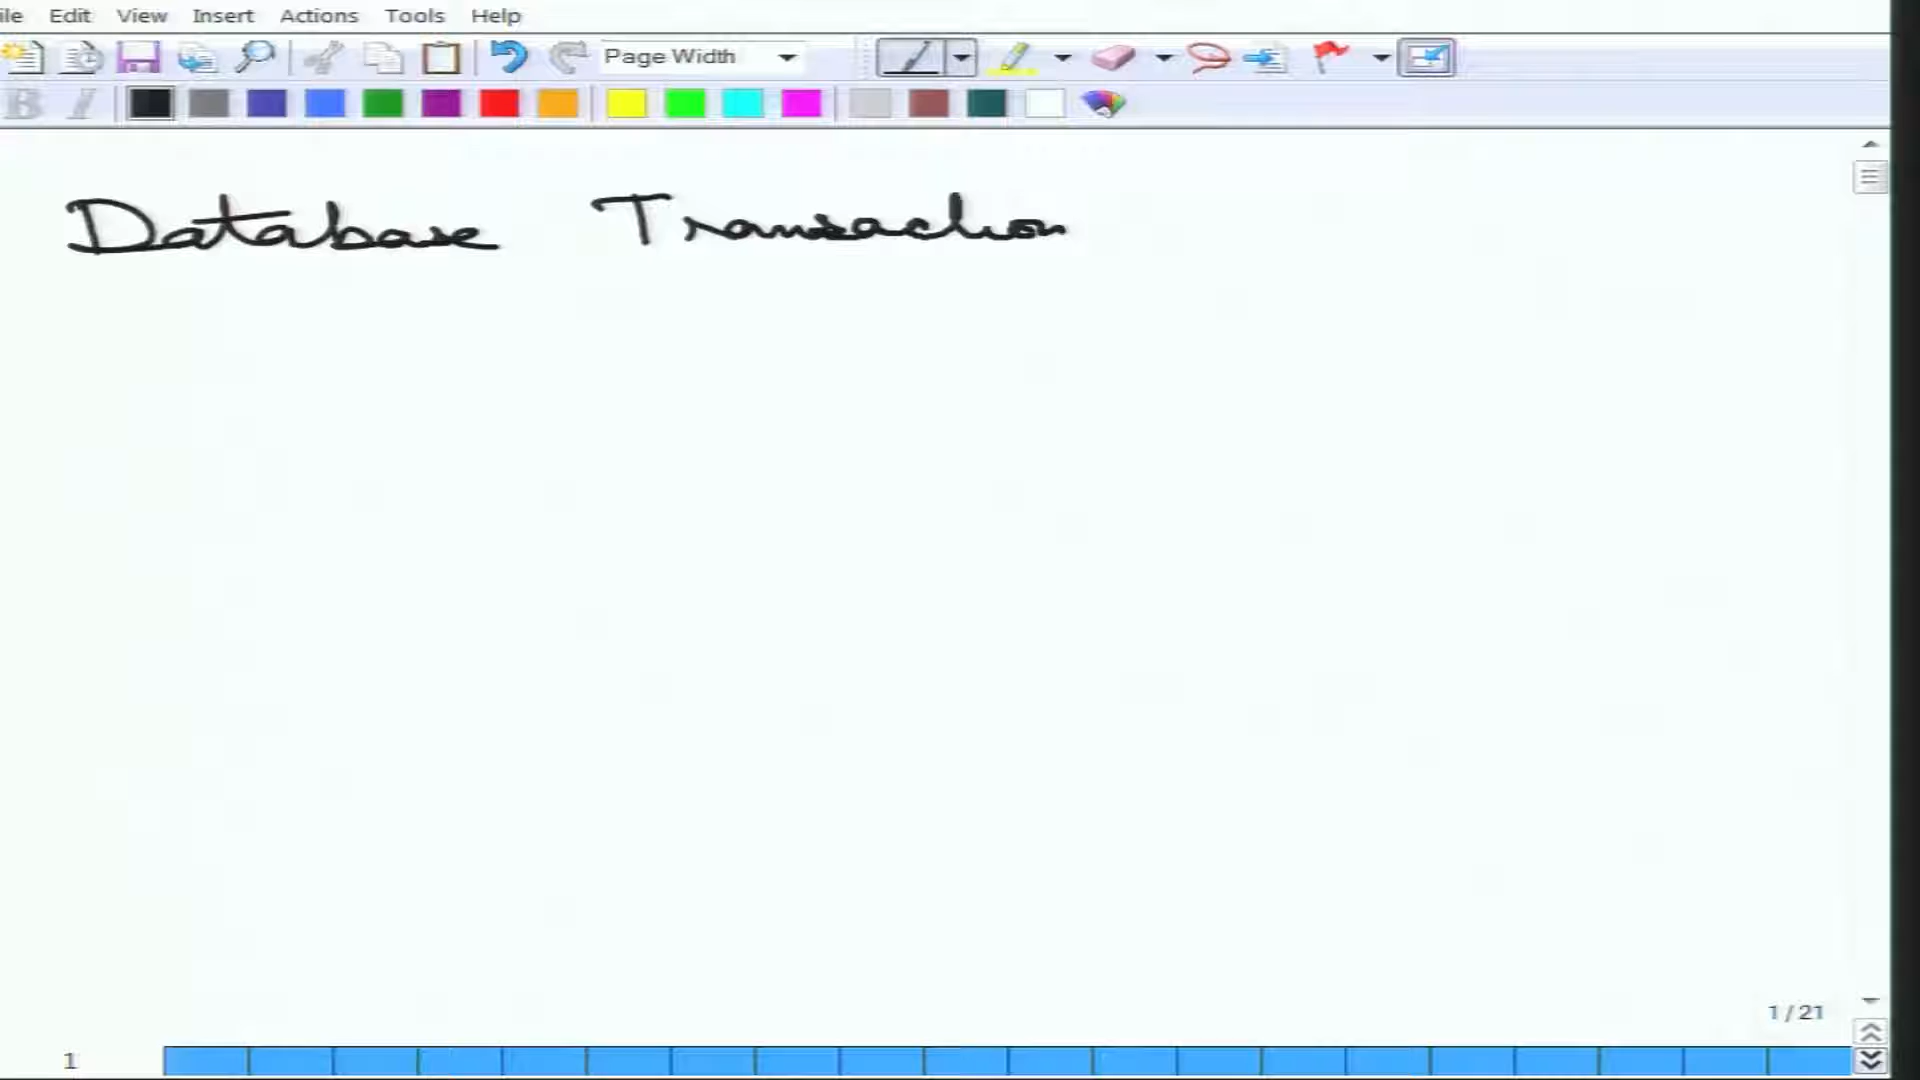 ile Edit View Insert Actions Tools Help
Page Width
B I
Database Transaction
1 / 21
1